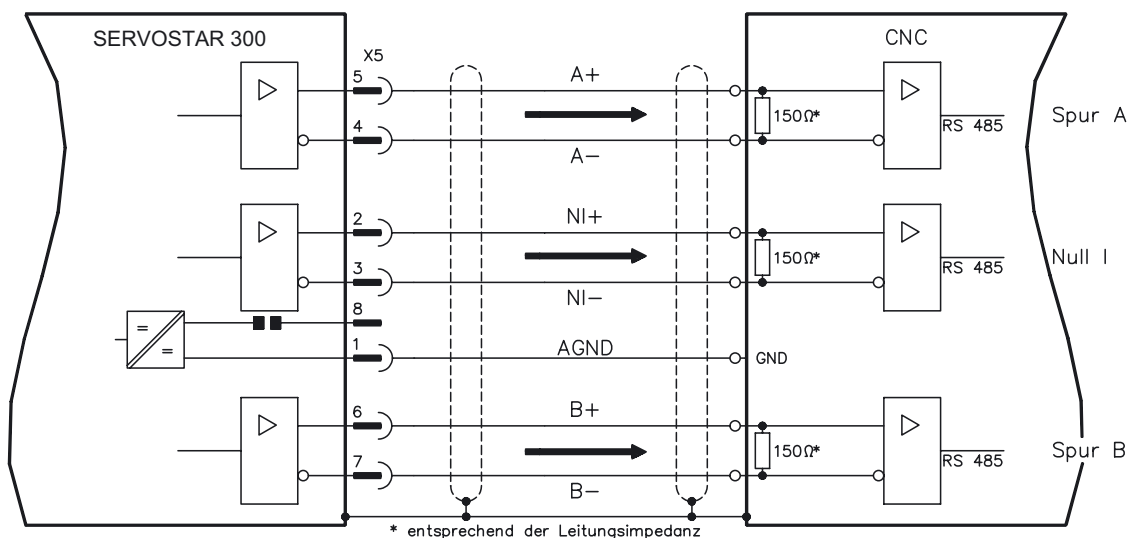 SERVOSTAR 300
CNC
X5
5
A+
150Ω*
RS 485
Spur A
4
A-
2
NI+
150Ω*
RS 485
Null I
3
NI-
8
=
=
1
AGND
GND
6
B+
150Ω*
RS 485
Spur B
7
B-
* entsprechend der Leitungsimpedanz